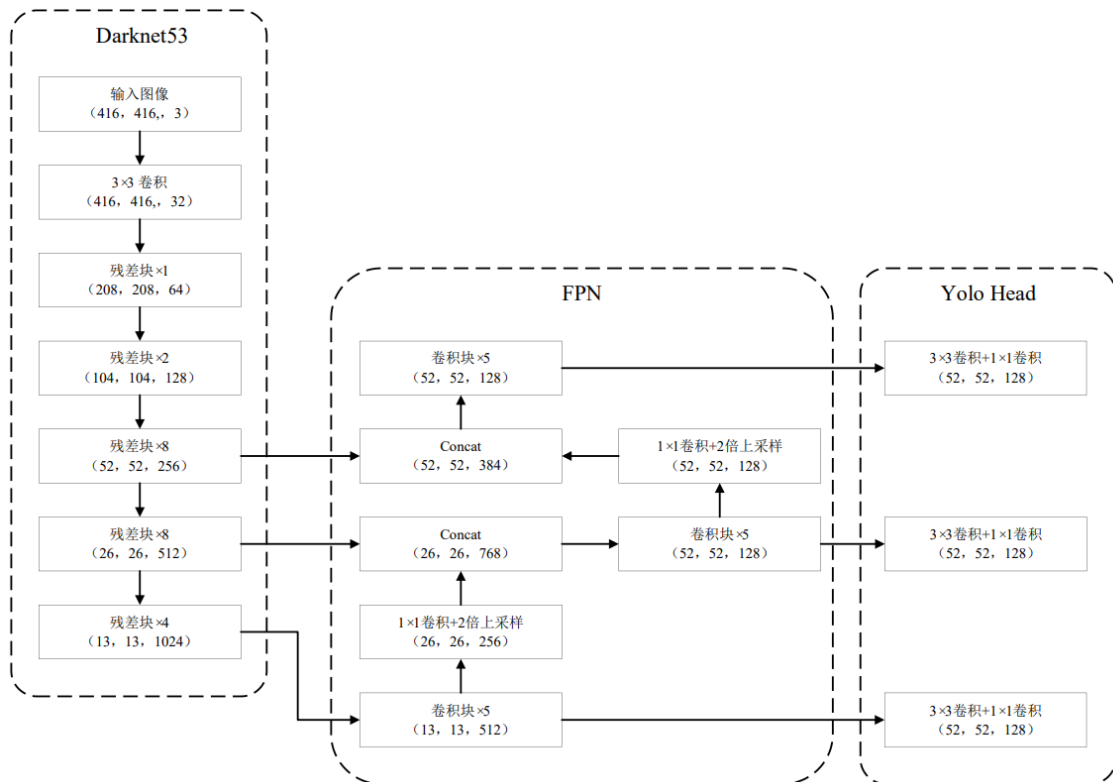 Darknet53
输入图像
（416，416,，3）
3×3 卷积
（416，416,，32）
残差块×1
（208，208，64）
残差块×2
（104，104，128）
残差块×8
（52，52，256）
残差块×8
（26，26，512）
残差块×4
（13，13，1024）
FPN
卷积块×5
（52，52，128）
Concat
（52，52，384）
1×1卷积+2倍上采样
（52，52，128）
Concat
（26，26，768）
卷积块×5
（52，52，128）
1×1卷积+2倍上采样
（26，26，256）
卷积块×5
（13，13，512）
Yolo Head
3×3卷积+1×1卷积
（52，52，128）
3×3卷积+1×1卷积
（52，52，128）
3×3卷积+1×1卷积
（52，52，128）